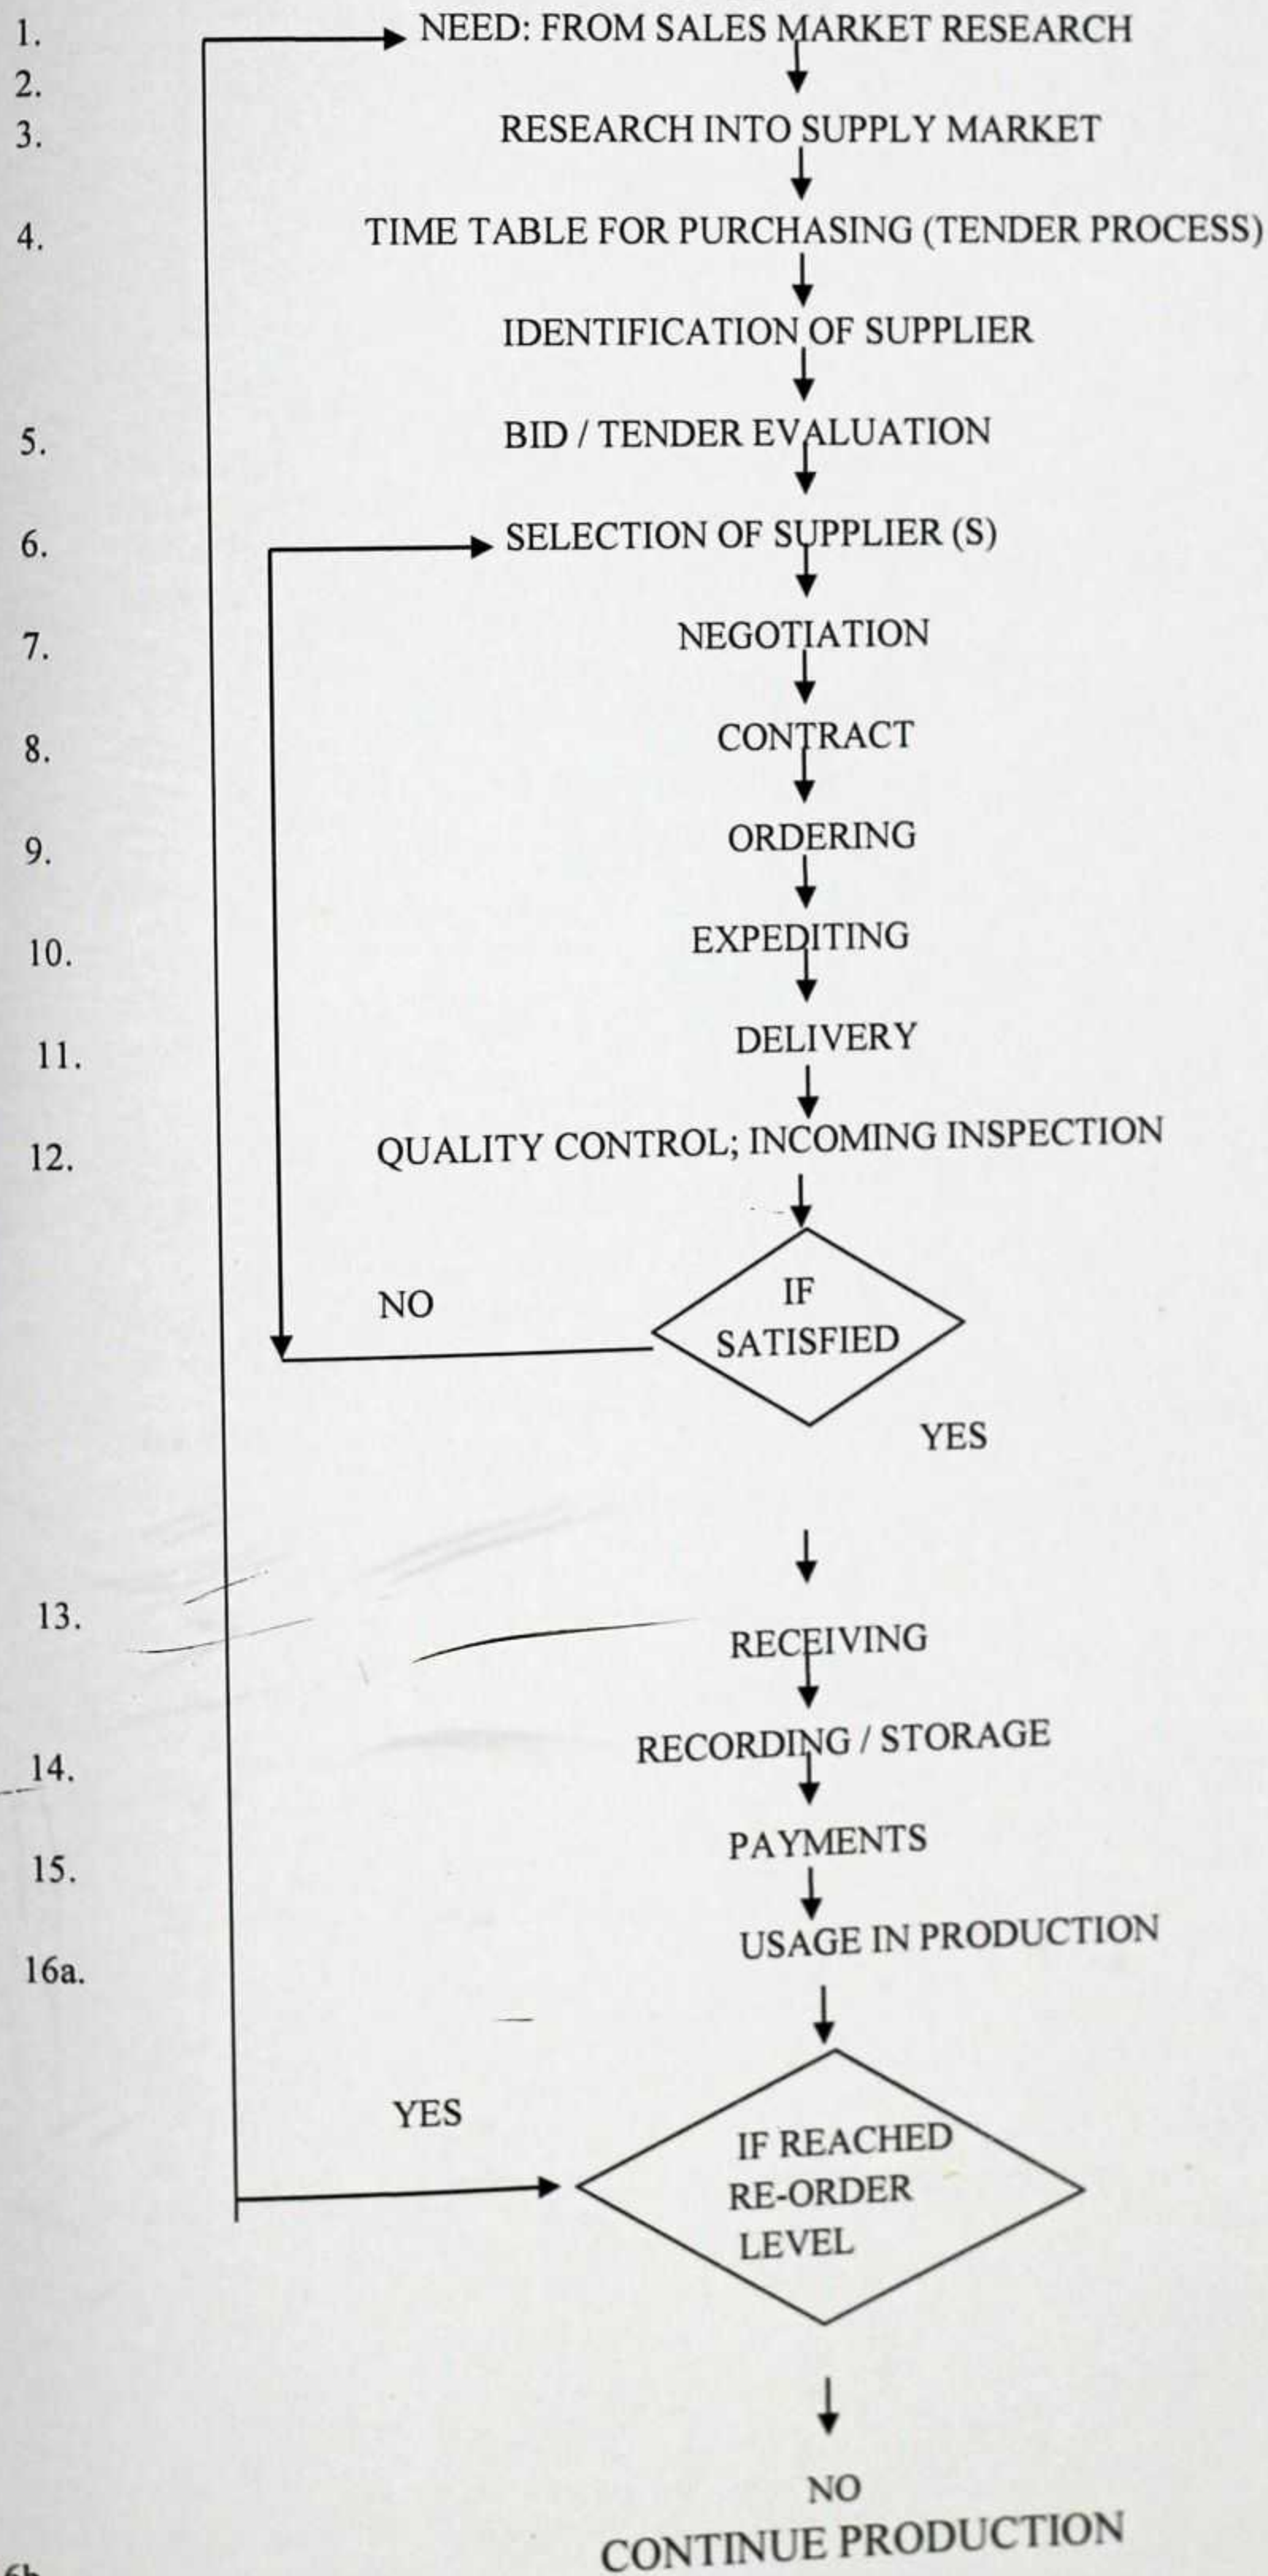 1. NEED: FROM SALES MARKET RESEARCH
2.
3. RESEARCH INTO SUPPLY MARKET
4. TIME TABLE FOR PURCHASING (TENDER PROCESS)
IDENTIFICATION OF SUPPLIER
5. BID / TENDER EVALUATION
6. SELECTION OF SUPPLIER (S)
7. NEGOTIATION
8. CONTRACT
9. ORDERING
10. EXPEDITING
11. DELIVERY
12. QUALITY CONTROL; INCOMING INSPECTION
IF
NO
SATISFIED
YES
13. RECEIVING
14. RECORDING / STORAGE
15. PAYMENTS
16a. USAGE IN PRODUCTION
YES
IF REACHED
RE-ORDER
LEVEL
NO
CONTINUE PRODUCTION